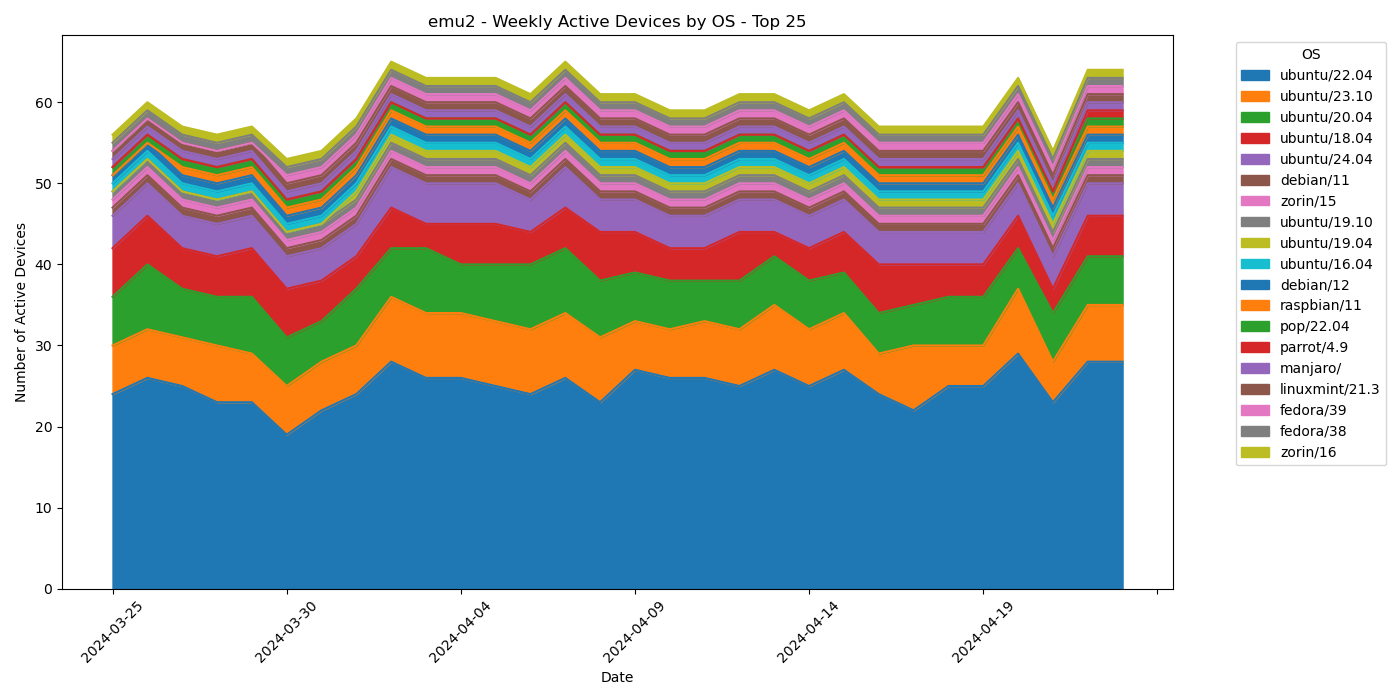 emu2 - Weekly Active Devices by OS - Top 25
Number of Active Devices
60
50
40
30
20
10
0
2024-03-25
2024-03-30
2024-04-04
2024-04-09
2024-04-14
2024-04-19
Date
OS
ubuntu/22.04
ubuntu/23.10
ubuntu/20.04
ubuntu/18.04
ubuntu/24.04
debian/11
zorin/15
ubuntu/19.10
ubuntu/19.04
ubuntu/16.04
debian/12
raspbian/11
pop/22.04
parrot/4.9
manjaro/
linuxmint/21.3
fedora/39
fedora/38
zorin/16